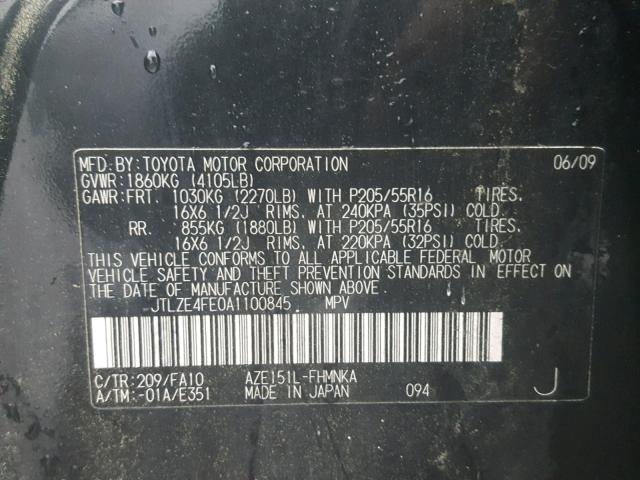 MFD. BY: TOYOTA MOTOR CORPORATION 06/09
GVWR: 1860KG (4105LB)
GAWR: FRT. 1030KG (2270LB) WITH P205/55R16 TIRES,
16X6 1/2J RIMS, AT 240KPA (35PSI) COLD.
RR. 855KG (1880LB) WITH P205/55R16 TIRES,
16X6 1/2J RIMS, AT 220KPA (32PSI) COLD.
THIS VEHICLE CONFORMS TO ALL APPLICABLE FEDERAL MOTOR
VEHICLE SAFETY AND THEFT PREVENTION STANDARDS IN EFFECT ON
THE DATE OF MANUFACTURE SHOWN ABOVE.
JTLZE4FE0A1100845 MPV
C/TR: 209/FA10 AZE151L-FHMNKA
A/TM: -01A/E351 MADE IN JAPAN 094 J